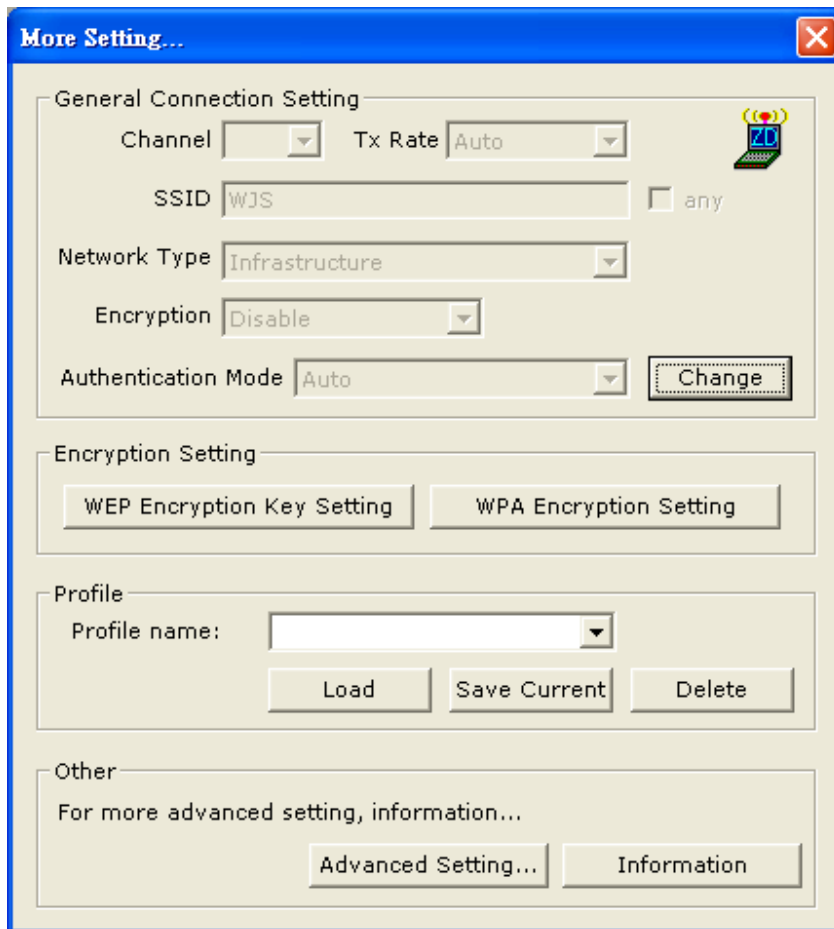 More Setting...
General Connection Setting
Channel Tx Rate Auto
ZD
SSID WJS any
Network Type Infrastructure
Encryption Disable
Authentication Mode Auto Change
Encryption Setting
WEP Encryption Key Setting WPA Encryption Setting
Profile
Profile name:
Load Save Current Delete
Other
For more advanced setting, information...
Advanced Setting... Information